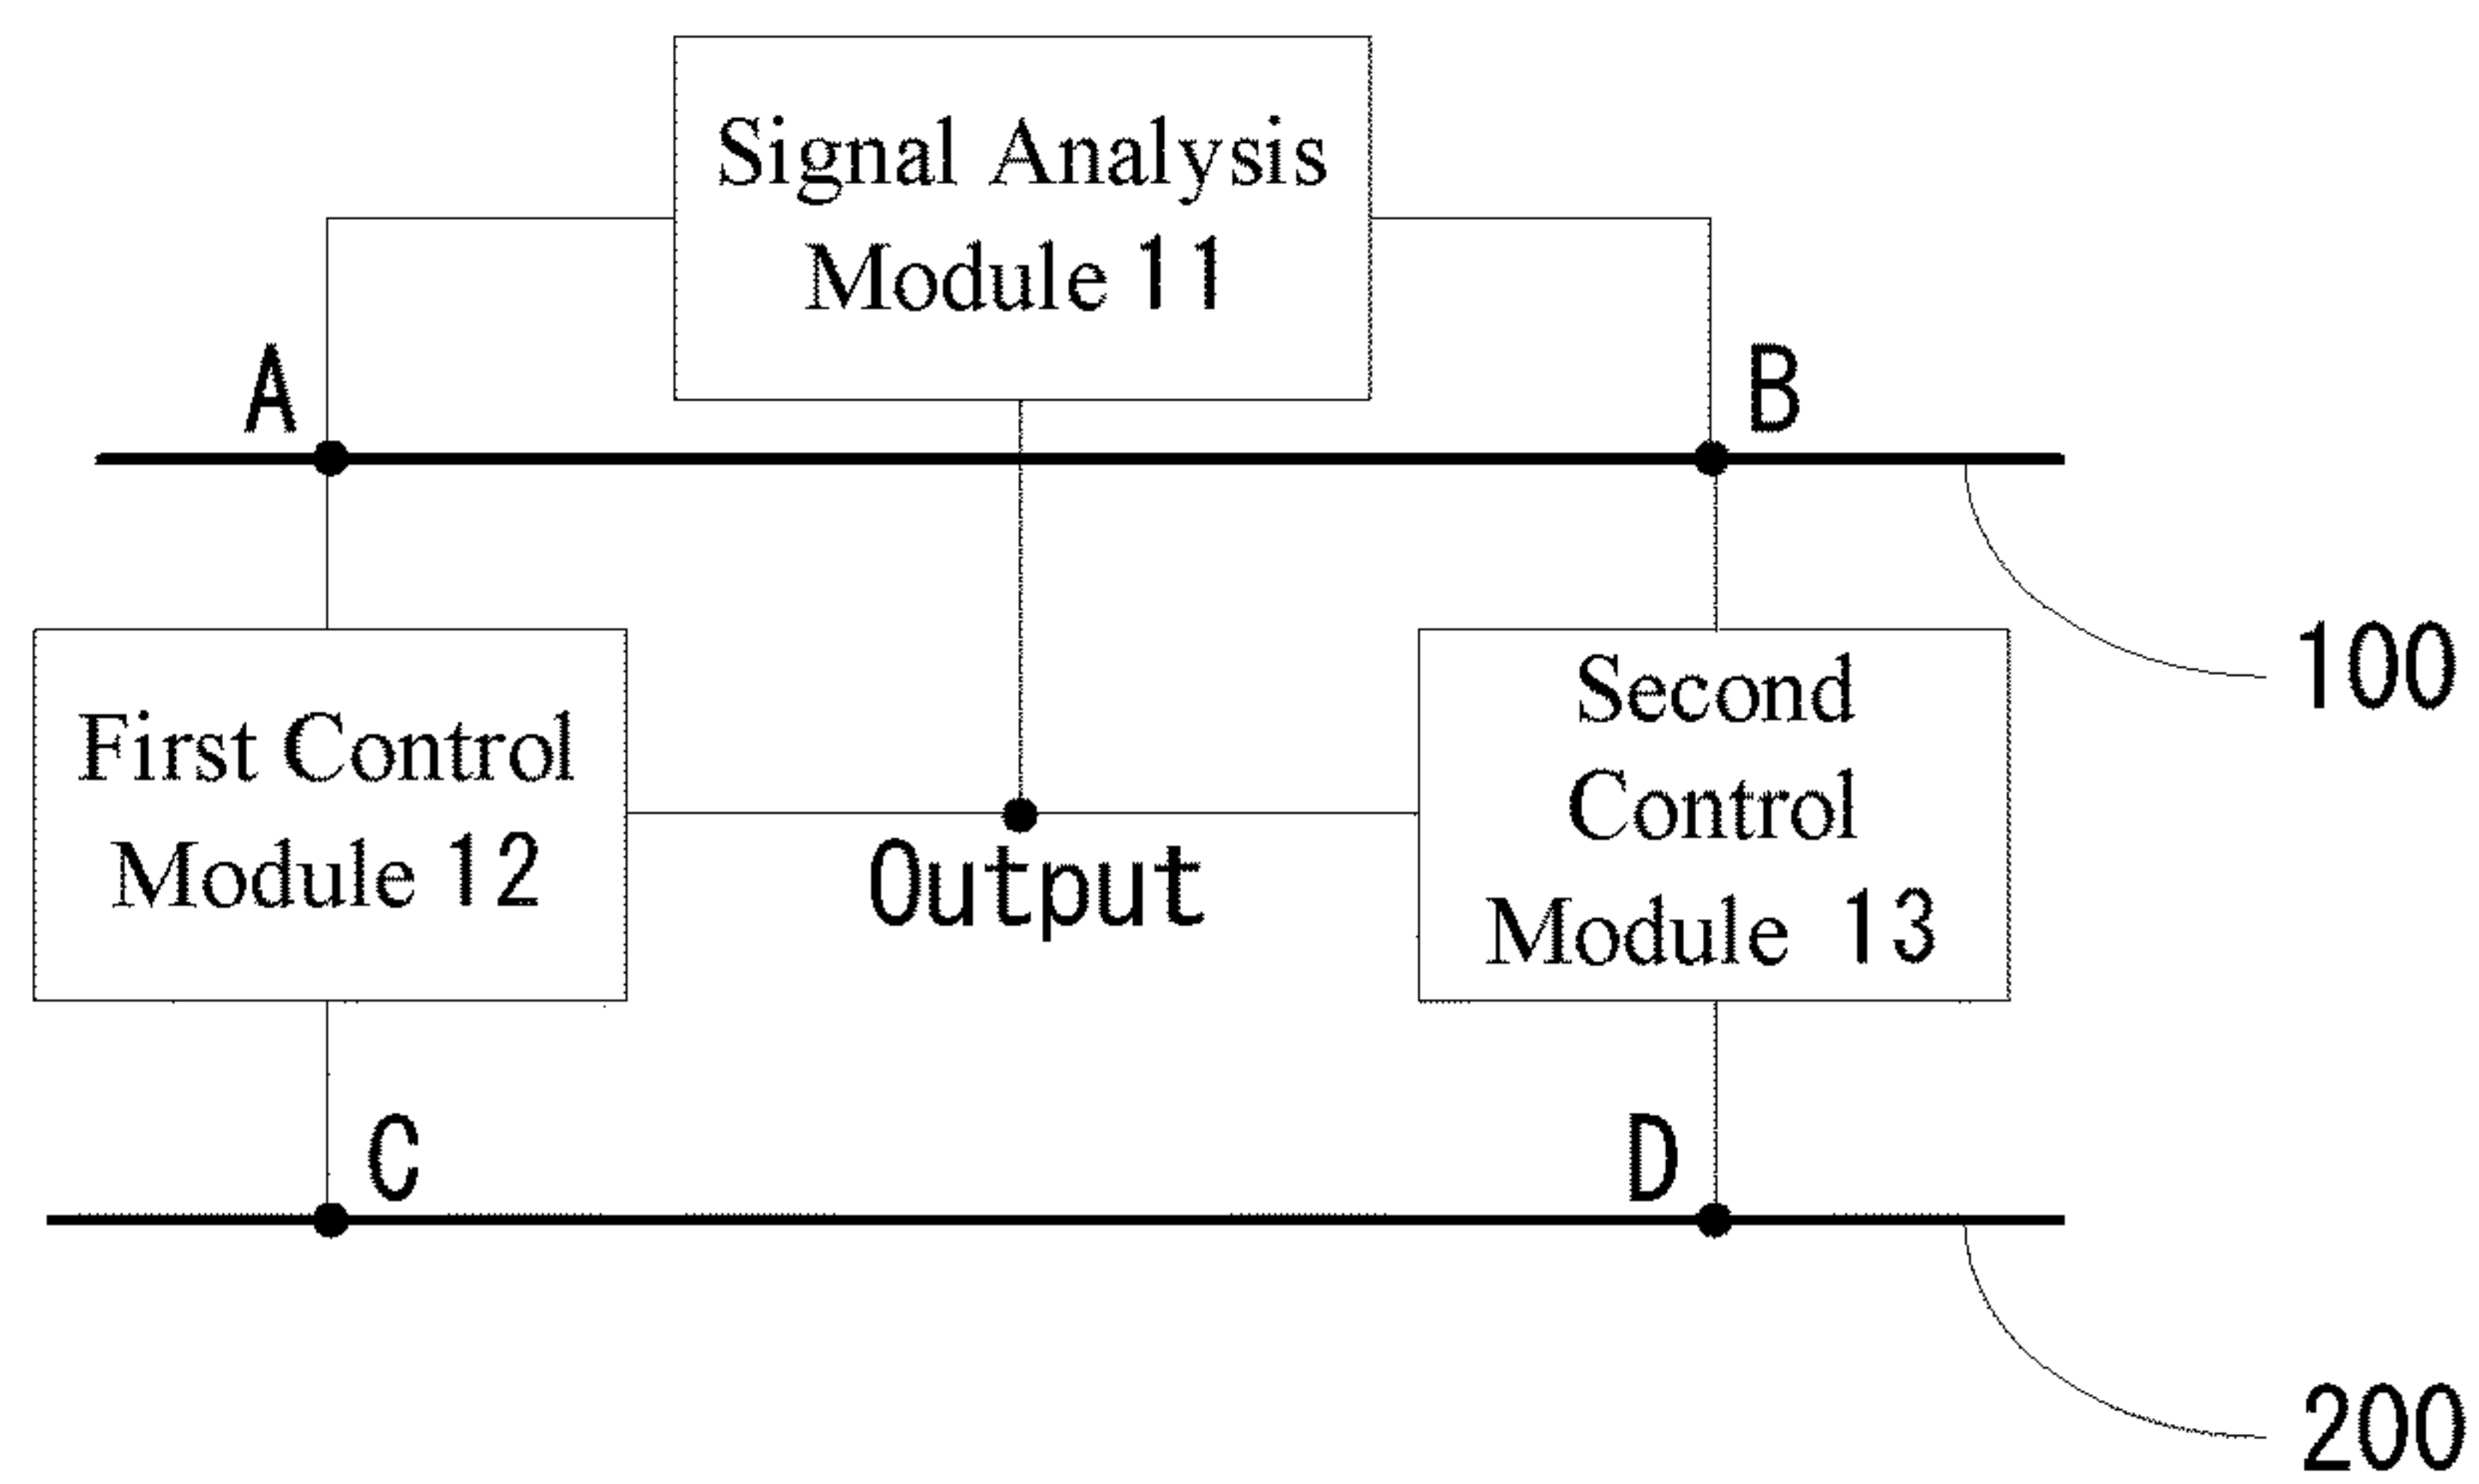 Signal Analysis
Module 11
A
B
100
First Control
Module 12
Second
Control
Module 13
Output
C
D
200